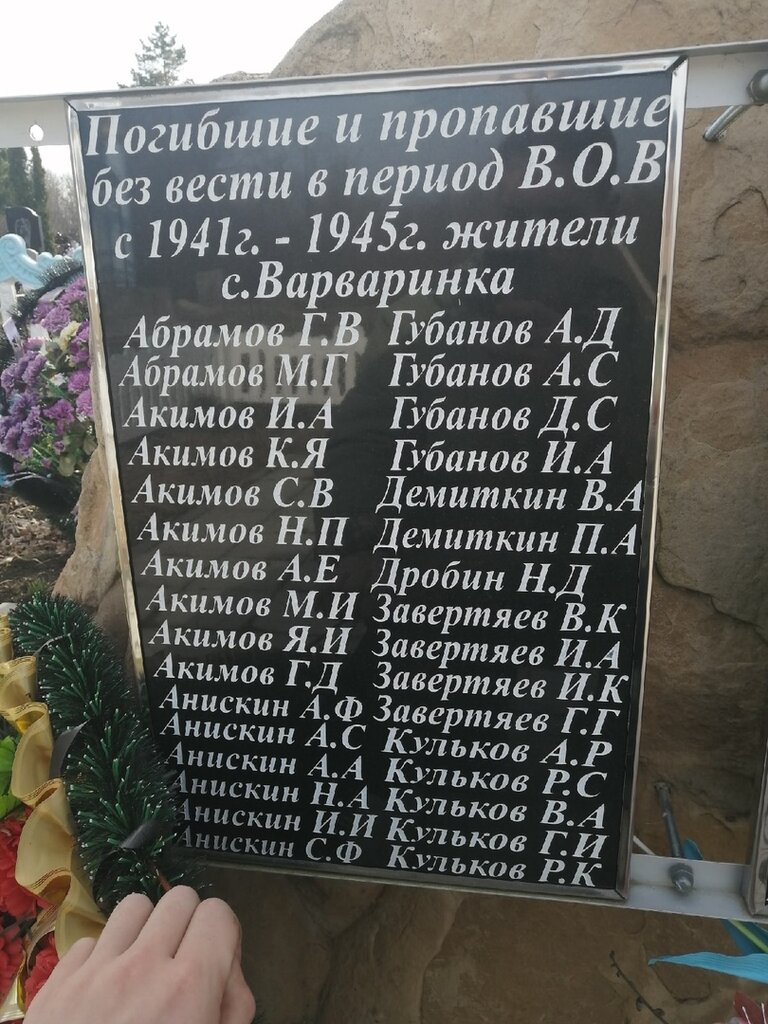 Погибшие и пропавшие
без вести в период В.О.В
с 1941г. - 1945г. жители
с.Варваринка
Абрамов Г.В
Абрамов М.Г
Акимов И.А
Акимов К.Я
Акимов С.В
Акимов Н.П
Акимов А.Е
Акимов М.И
Акимов Я.И
Акимов Г.Д
Анискин А.Ф
Анискин А.С
Анискин А.А
Анискин Н.А
Анискин И.И
Анискин С.Ф
Губанов А.Д
Губанов А.С
Губанов Д.С
Губанов И.А
Демиткин В.А
Демиткин П.А
Дробин Н.Д
Завертяев В.К
Завертяев И.А
Завертяев И.К
Завертяев Г.Г
Кульков А.Р
Кульков Р.С
Кульков В.А
Кульков Г.И
Кульков Р.К